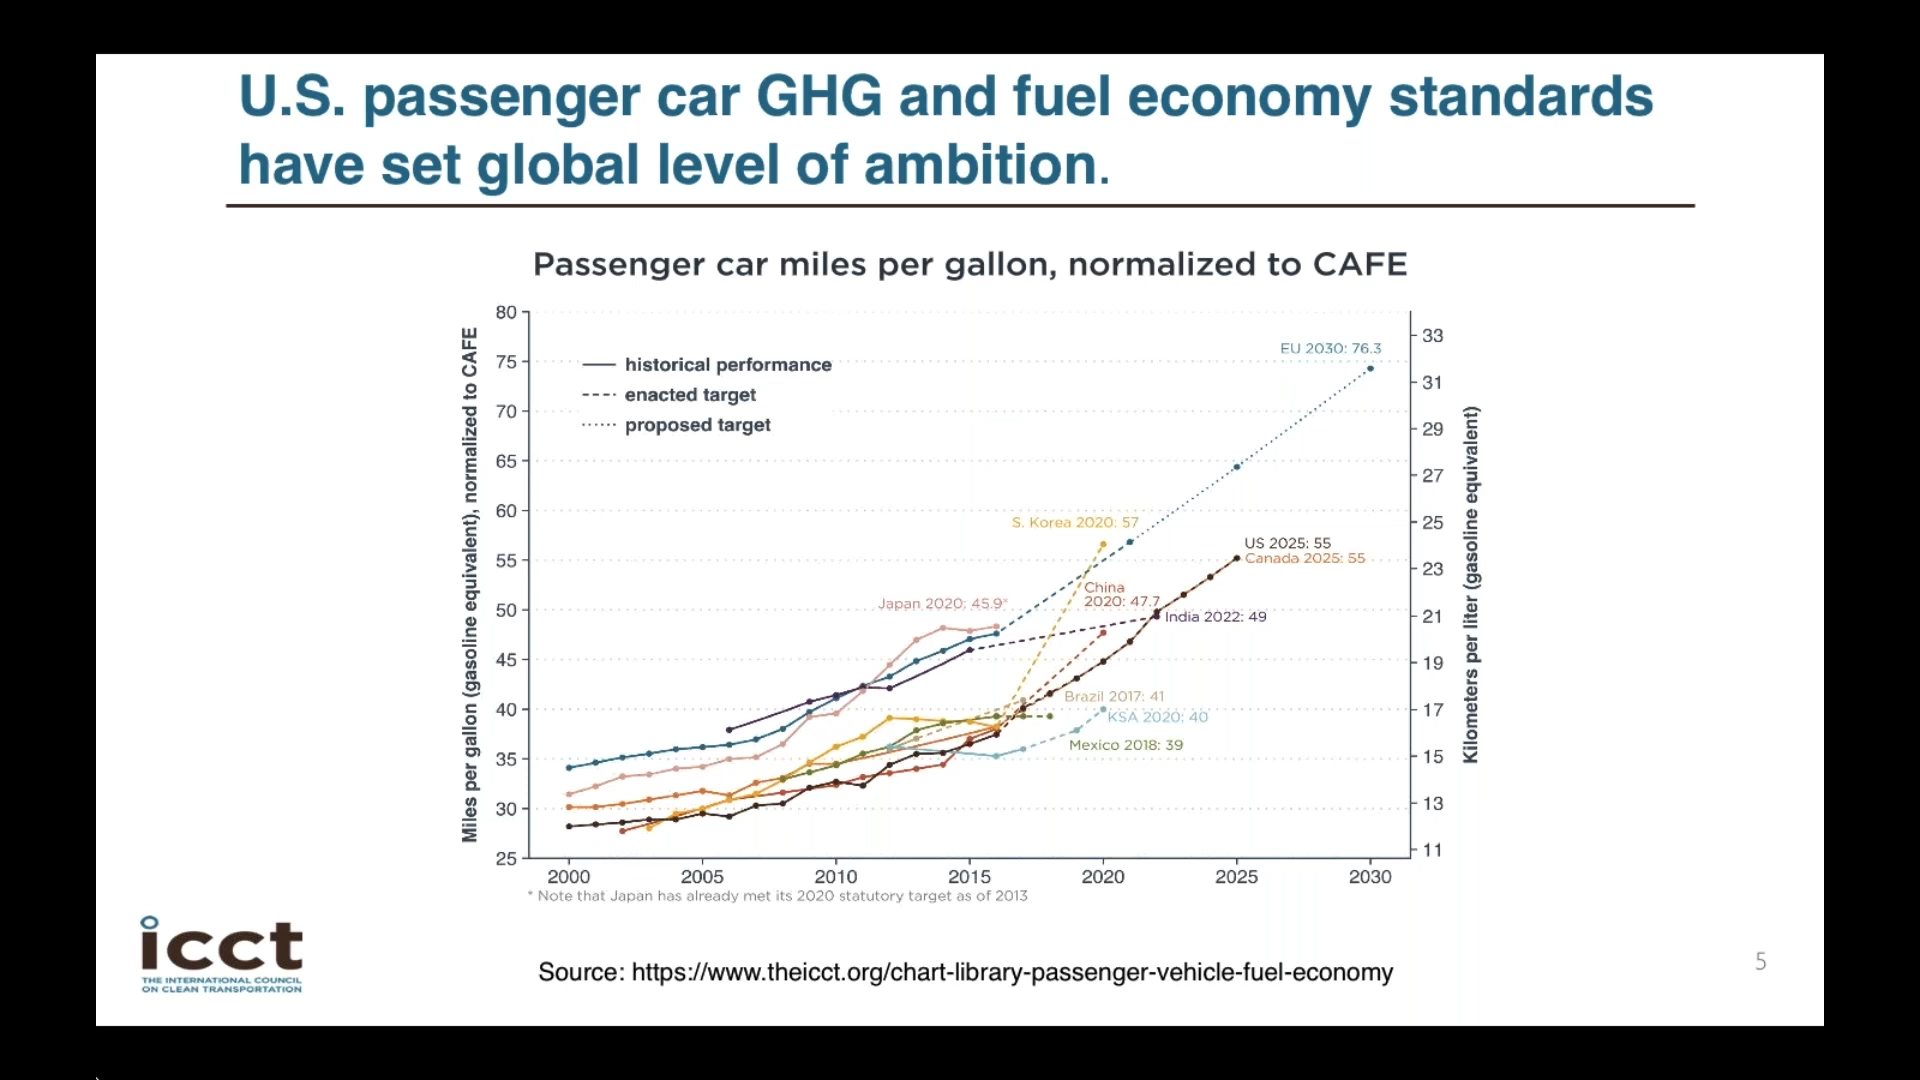 U.S. passenger car GHG and fuel economy standards
have set global level of ambition.
Passenger car miles per gallon, normalized to CAFE
Miles per gallon (gasoline equivalent), normalized to CAFE
80
75
70
65
60
55
50
45
40
35
30
25
historical performance
enacted target
proposed target
EU 2030: 76.3
S. Korea 2020: 57
US 2025: 55
Canada 2025: 55
China
2020: 47.7
Japan 2020: 45.9*
India 2022: 49
Brazil 2017: 41
KSA 2020: 40
Mexico 2018: 39
33
31
29
27
25
23
21
19
17
15
13
11
Kilometers per liter (gasoline equivalent)
2000 2005 2010 2015 2020 2025 2030
* Note that Japan has already met its 2020 statutory target as of 2013
icct
THE INTERNATIONAL COUNCIL
ON CLEAN TRANSPORTATION
Source: https://www.theicct.org/chart-library-passenger-vehicle-fuel-economy
5